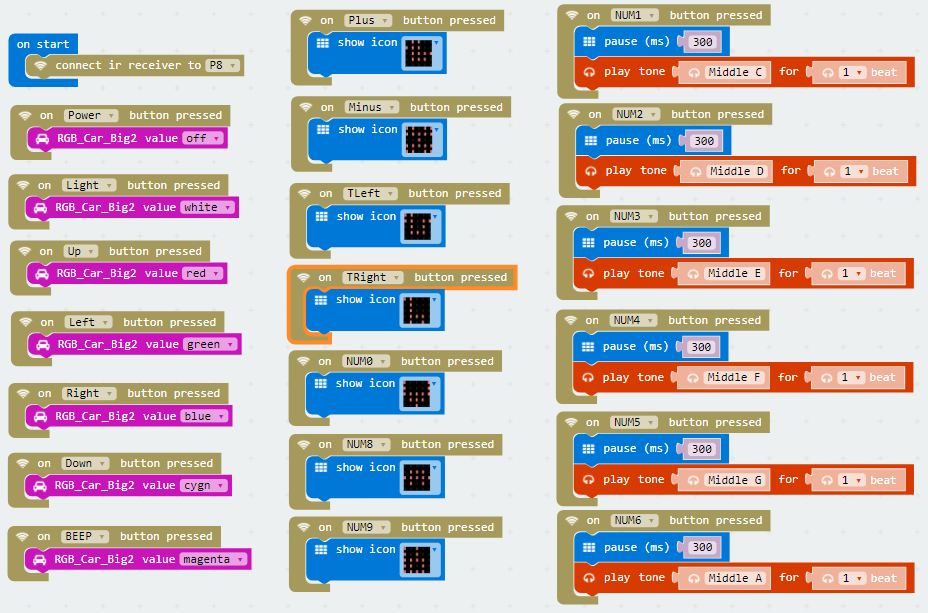 on start
connect ir receiver to P8
on Power button pressed
RGB_Car_Big2 value off
on Light button pressed
RGB_Car_Big2 value white
on Up button pressed
RGB_Car_Big2 value red
on Left button pressed
RGB_Car_Big2 value green
on Right button pressed
RGB_Car_Big2 value blue
on Down button pressed
RGB_Car_Big2 value cygn
on BEEP button pressed
RGB_Car_Big2 value magenta
on Plus button pressed
show icon
on Minus button pressed
show icon
on TLeft button pressed
show icon
on TRight button pressed
show icon
on NUM0 button pressed
show icon
on NUM8 button pressed
show icon
on NUM9 button pressed
show icon
on NUM1 button pressed
pause (ms) 300
play tone Middle C for 1 beat
on NUM2 button pressed
pause (ms) 300
play tone Middle D for 1 beat
on NUM3 button pressed
pause (ms) 300
play tone Middle E for 1 beat
on NUM4 button pressed
pause (ms) 300
play tone Middle F for 1 beat
on NUM5 button pressed
pause (ms) 300
play tone Middle G for 1 beat
on NUM6 button pressed
pause (ms) 300
play tone Middle A for 1 beat